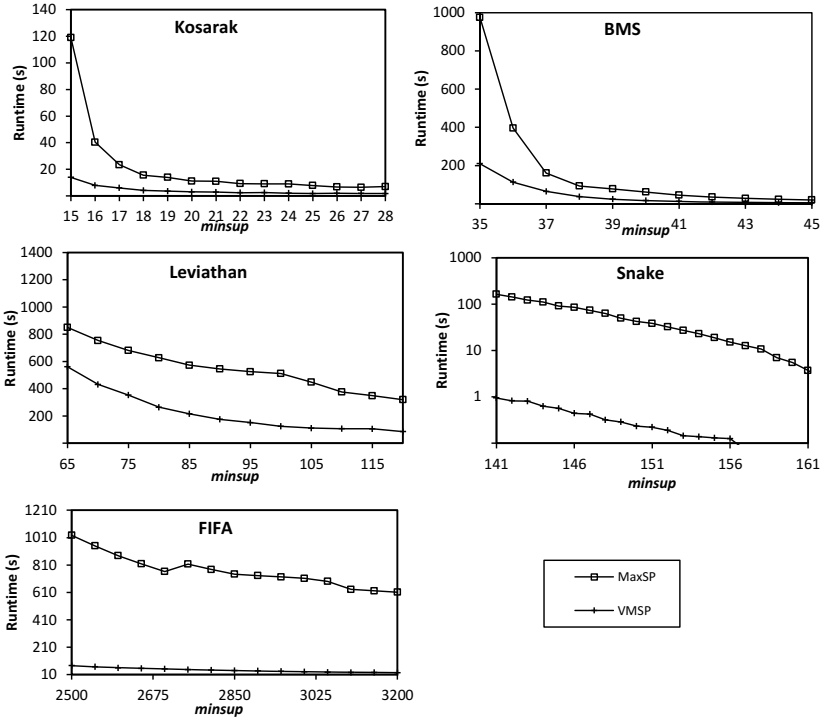 Kosarak
Runtime (s)
140
120
100
80
60
40
20
15 16 17 18 19 20 21 22 23 24 25 26 27 28
minsup
BMS
Runtime (s)
1000
800
600
400
200
35 37 39 41 43 45
minsup
Leviathan
Runtime (s)
1400
1200
1000
800
600
400
200
65 75 85 95 105 115
minsup
Snake
Runtime (s)
1000
100
10
1
141 146 151 156 161
minsup
FIFA
Runtime (s)
1210
1010
810
610
410
210
10
2500 2675 2850 3025 3200
minsup
MaxSP
VMSP